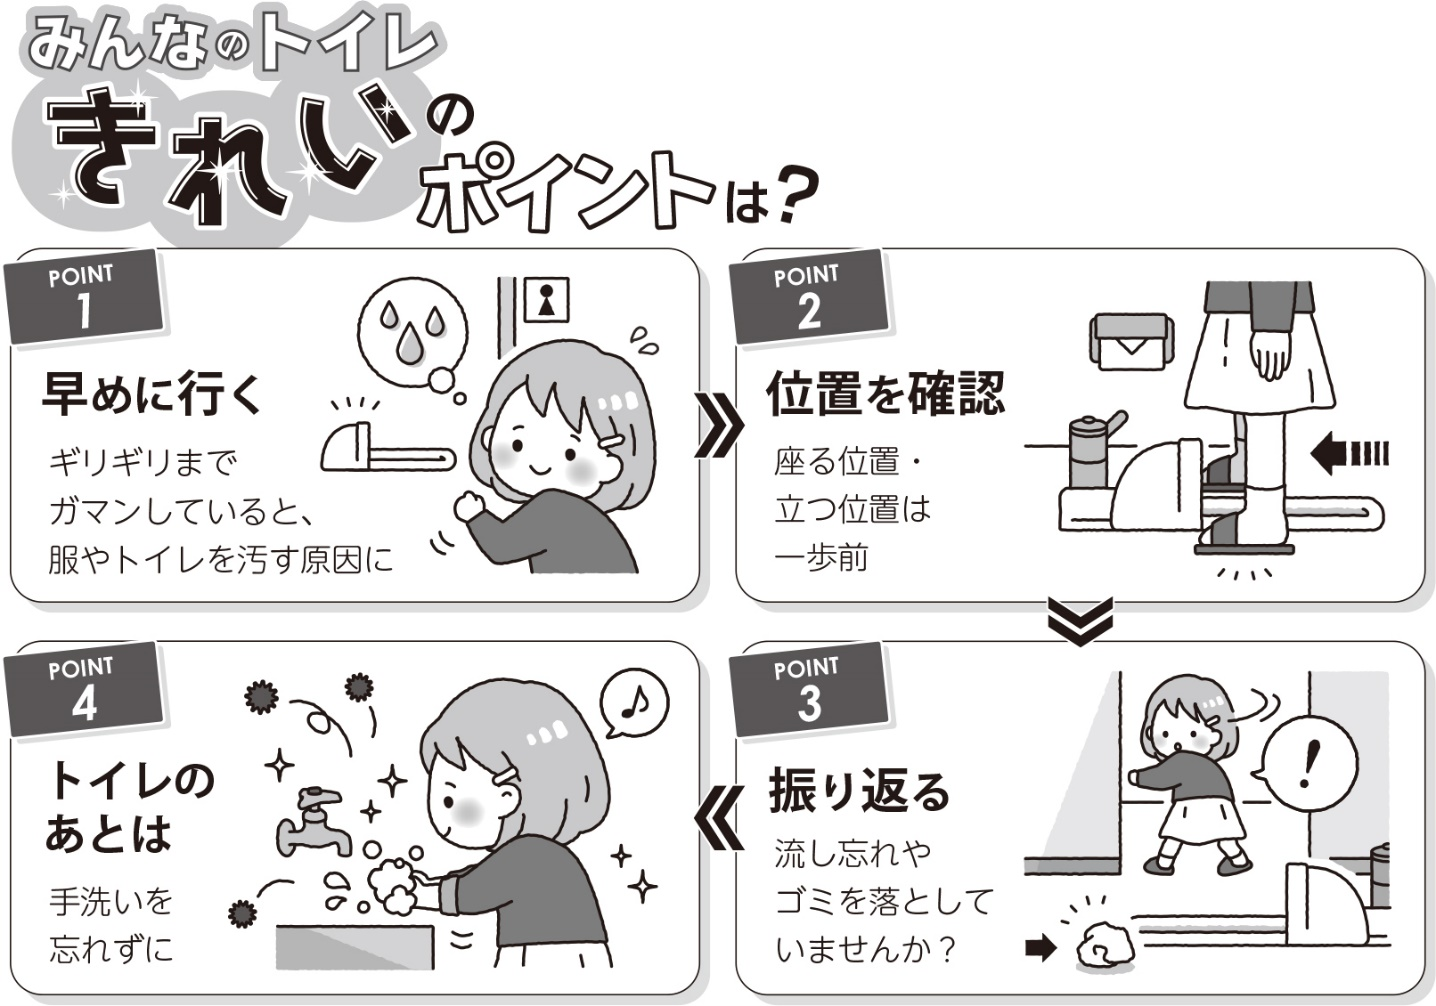 みんなのトイレ
きれいの
ポイントは?
POINT
1
早めに行く
ギリギリまで
ガマンしていると、
服やトイレを汚す原因に
POINT
2
位置を確認
座る位置・
立つ位置は
一歩前
POINT
3
振り返る
流し忘れや
ゴミを落として
いませんか?
!
POINT
4
トイレの
あとは
手洗いを
忘れずに